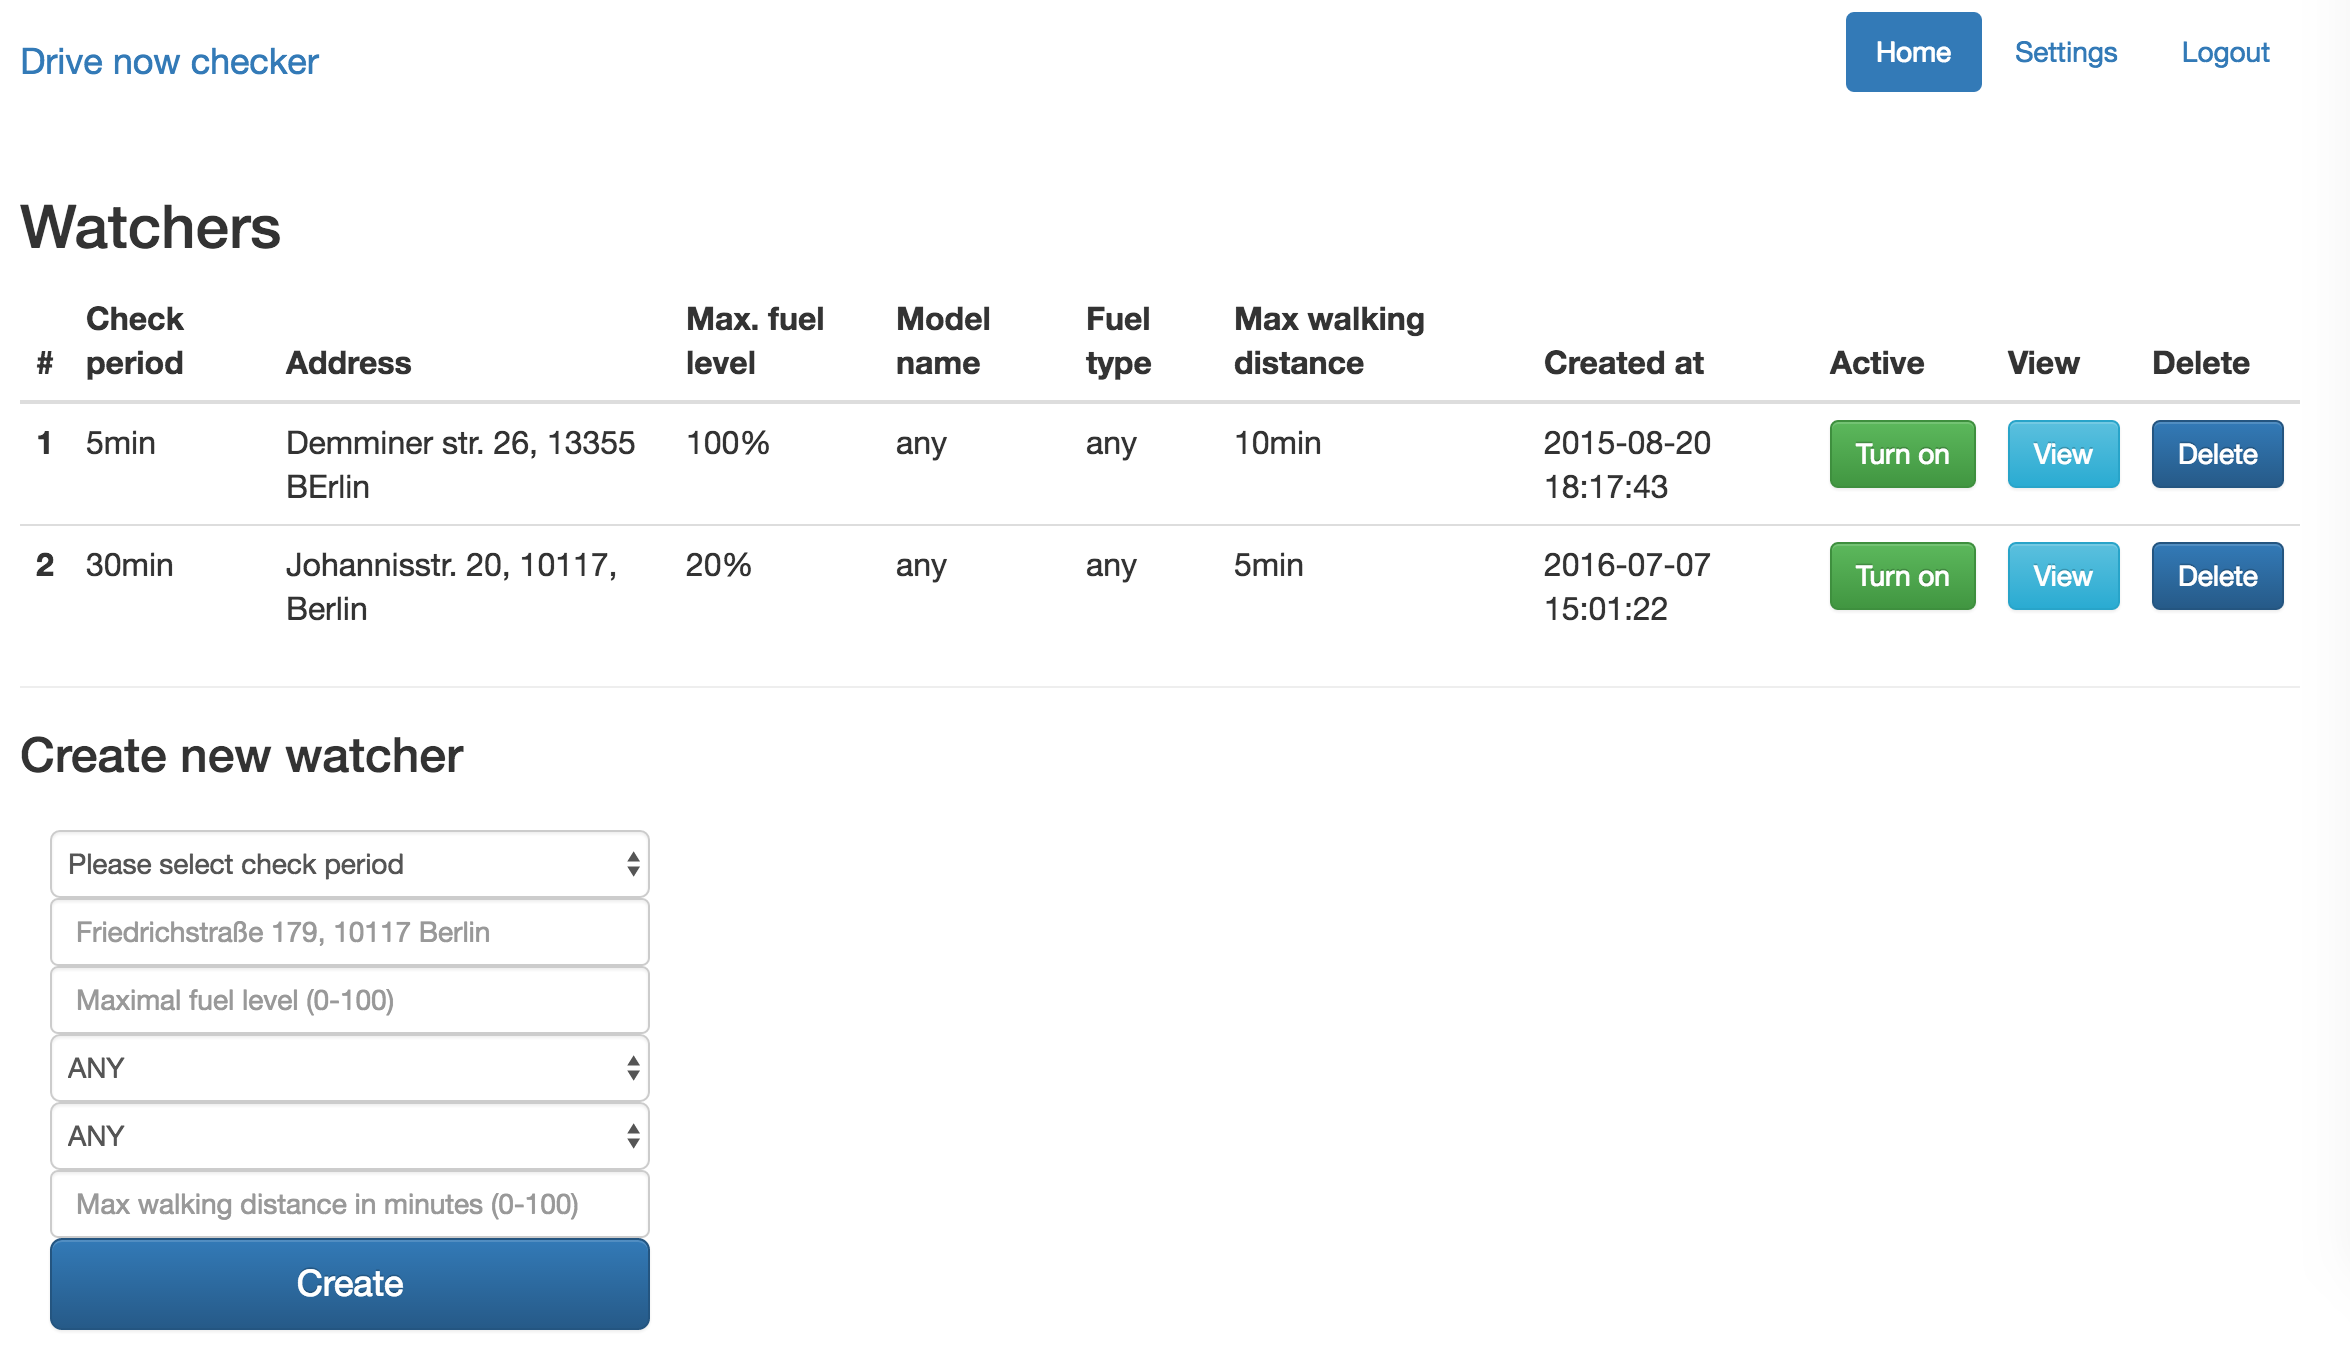 Drive now checker
Home Settings Logout
Watchers
# Check period Address Max. fuel level Model name Fuel type Max walking distance Created at Active View Delete
1 5min Demminer str. 26, 13355 BErlin 100% any any 10min 2015-08-20 18:17:43 Turn on View Delete
2 30min Johannisstr. 20, 10117, Berlin 20% any any 5min 2016-07-07 15:01:22 Turn on View Delete
Create new watcher
Please select check period
Friedrichstraße 179, 10117 Berlin
Maximal fuel level (0-100)
ANY
ANY
Max walking distance in minutes (0-100)
Create